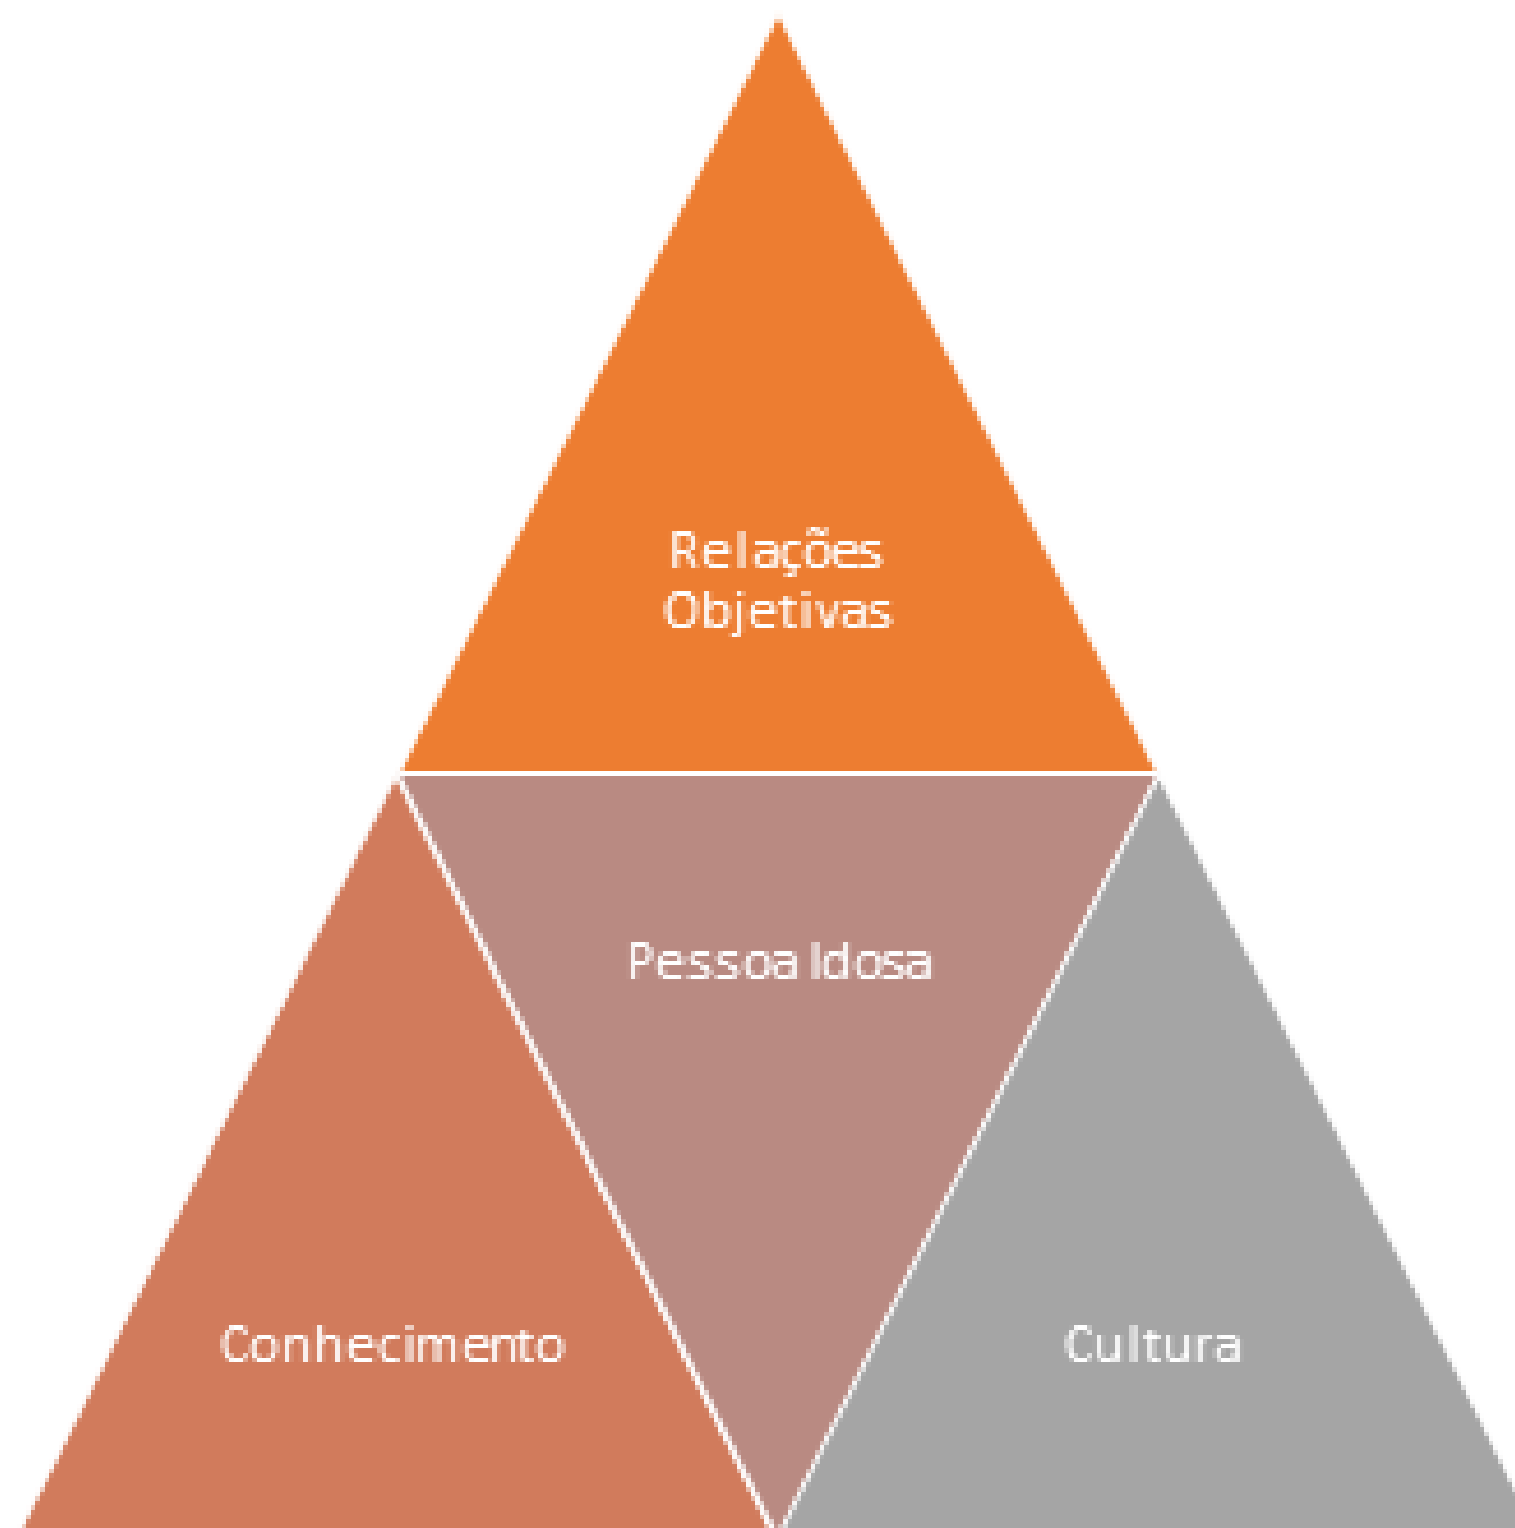 Relações
Objetivas
Pessoa Idosa
Conhecimento
Cultura